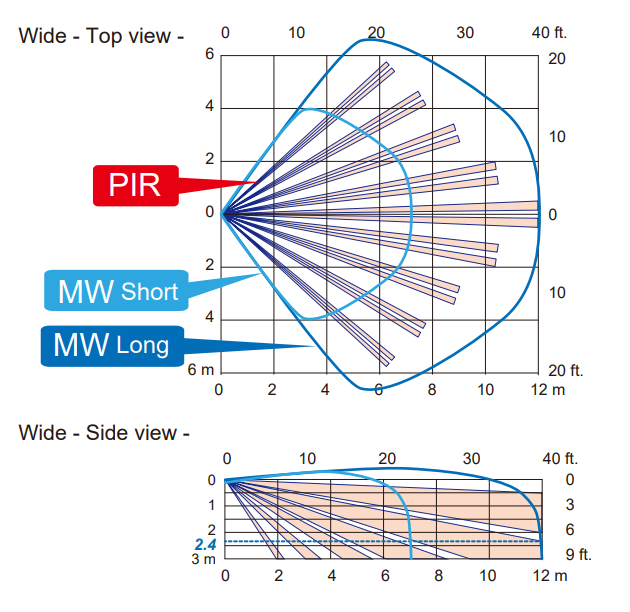 Wide - Top view -
0 10 20 30 40 ft.
6 20
4
10
2
PIR
0 0
2
MW Short
10
4
MW Long
6 m 20 ft.
0 2 4 6 8 10 12 m
Wide - Side view -
0 10 20 30 40 ft.
0 0
1 3
2 6
2.4
3 m 9 ft.
0 2 4 6 8 10 12 m